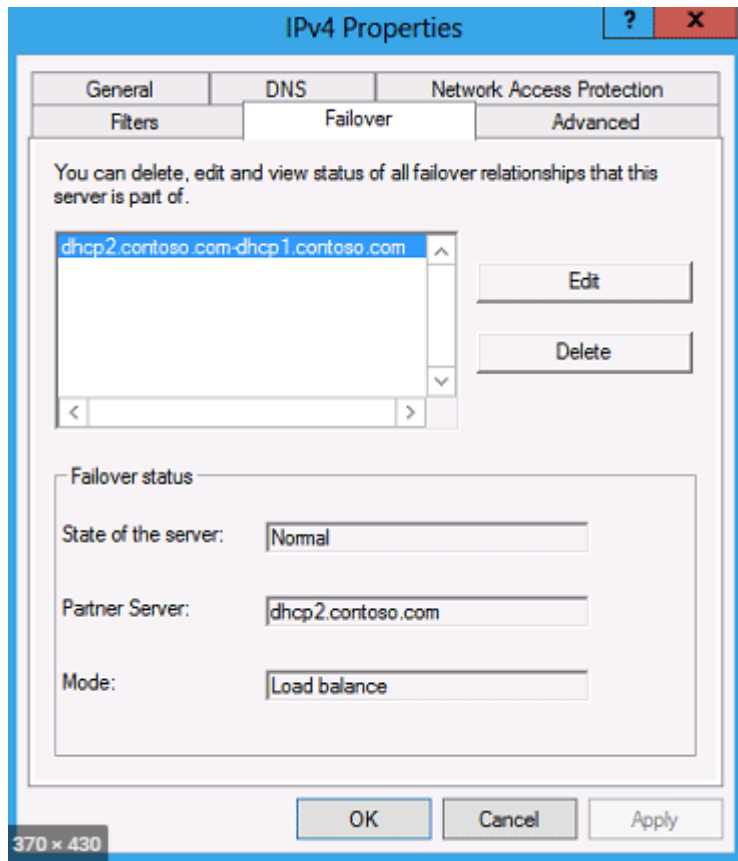 IPv4 Properties
?
x
General
DNS
Network Access Protection
Filters
Failover
Advanced
You can delete, edit and view status of all failover relationships that this
server is part of.
dhcp2.contoso.com-dhcp1.contoso.com
Edit
Delete
Failover status
State of the server:
Normal
Partner Server:
dhcp2.contoso.com
Mode:
Load balance
OK
Cancel
Apply
370 × 430